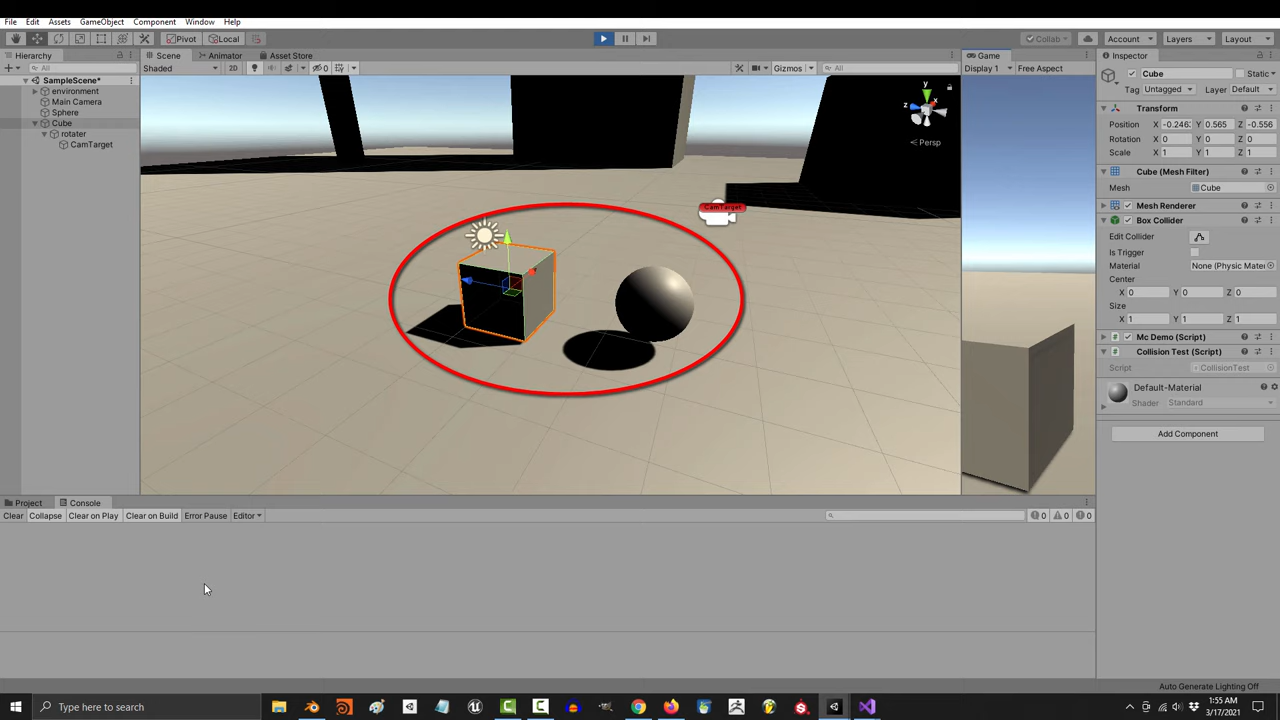 File Edit Assets GameObject Component Window Help
Pivot Local Collab Account Layers Layout
Hierarchy Scene Animator Asset Store Game Inspector
All Shaded 2D 0 Gizmos All Display 1 Free Aspect Cube Static
SampleScene* Tag Untagged Layer Default
environment
Main Camera
Sphere
Cube
rotater
CamTarget
y
z x
Persp
CamTarget
Transform
Position X -0.246 Y 0.565 Z -0.556
Rotation X 0 Y 0 Z 0
Scale X 1 Y 1 Z 1
Cube (Mesh Filter)
Mesh Cube
Mesh Renderer
Box Collider
Edit Collider
Is Trigger
Material None (Physic Mater
Center
X 0 Y 0 Z 0
Size
X 1 Y 1 Z 1
Mc Demo (Script)
Collision Test (Script)
Script CollisionTest
Default-Material
Shader Standard
Add Component
Project Console
Clear Collapse Clear on Play Clear on Build Error Pause Editor 0 0 0
Auto Generate Lighting Off
Type here to search
1:55 AM
3/17/2021